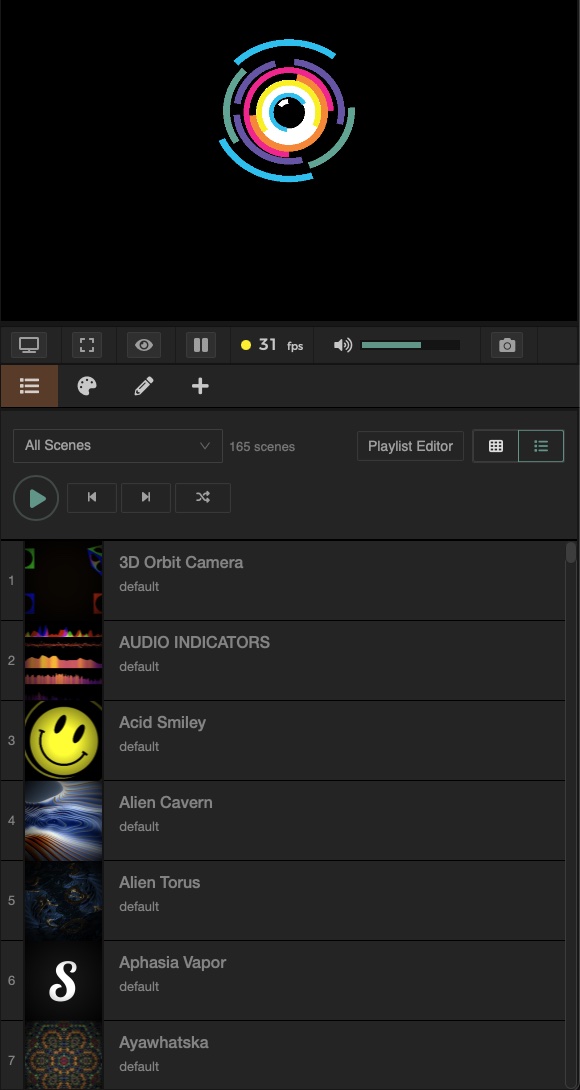 31 fps
All Scenes
165 scenes
Playlist Editor
1
3D Orbit Camera
default
2
AUDIO INDICATORS
default
3
Acid Smiley
default
4
Alien Cavern
default
5
Alien Torus
default
6
S
Aphasia Vapor
default
7
Ayawhatska
default